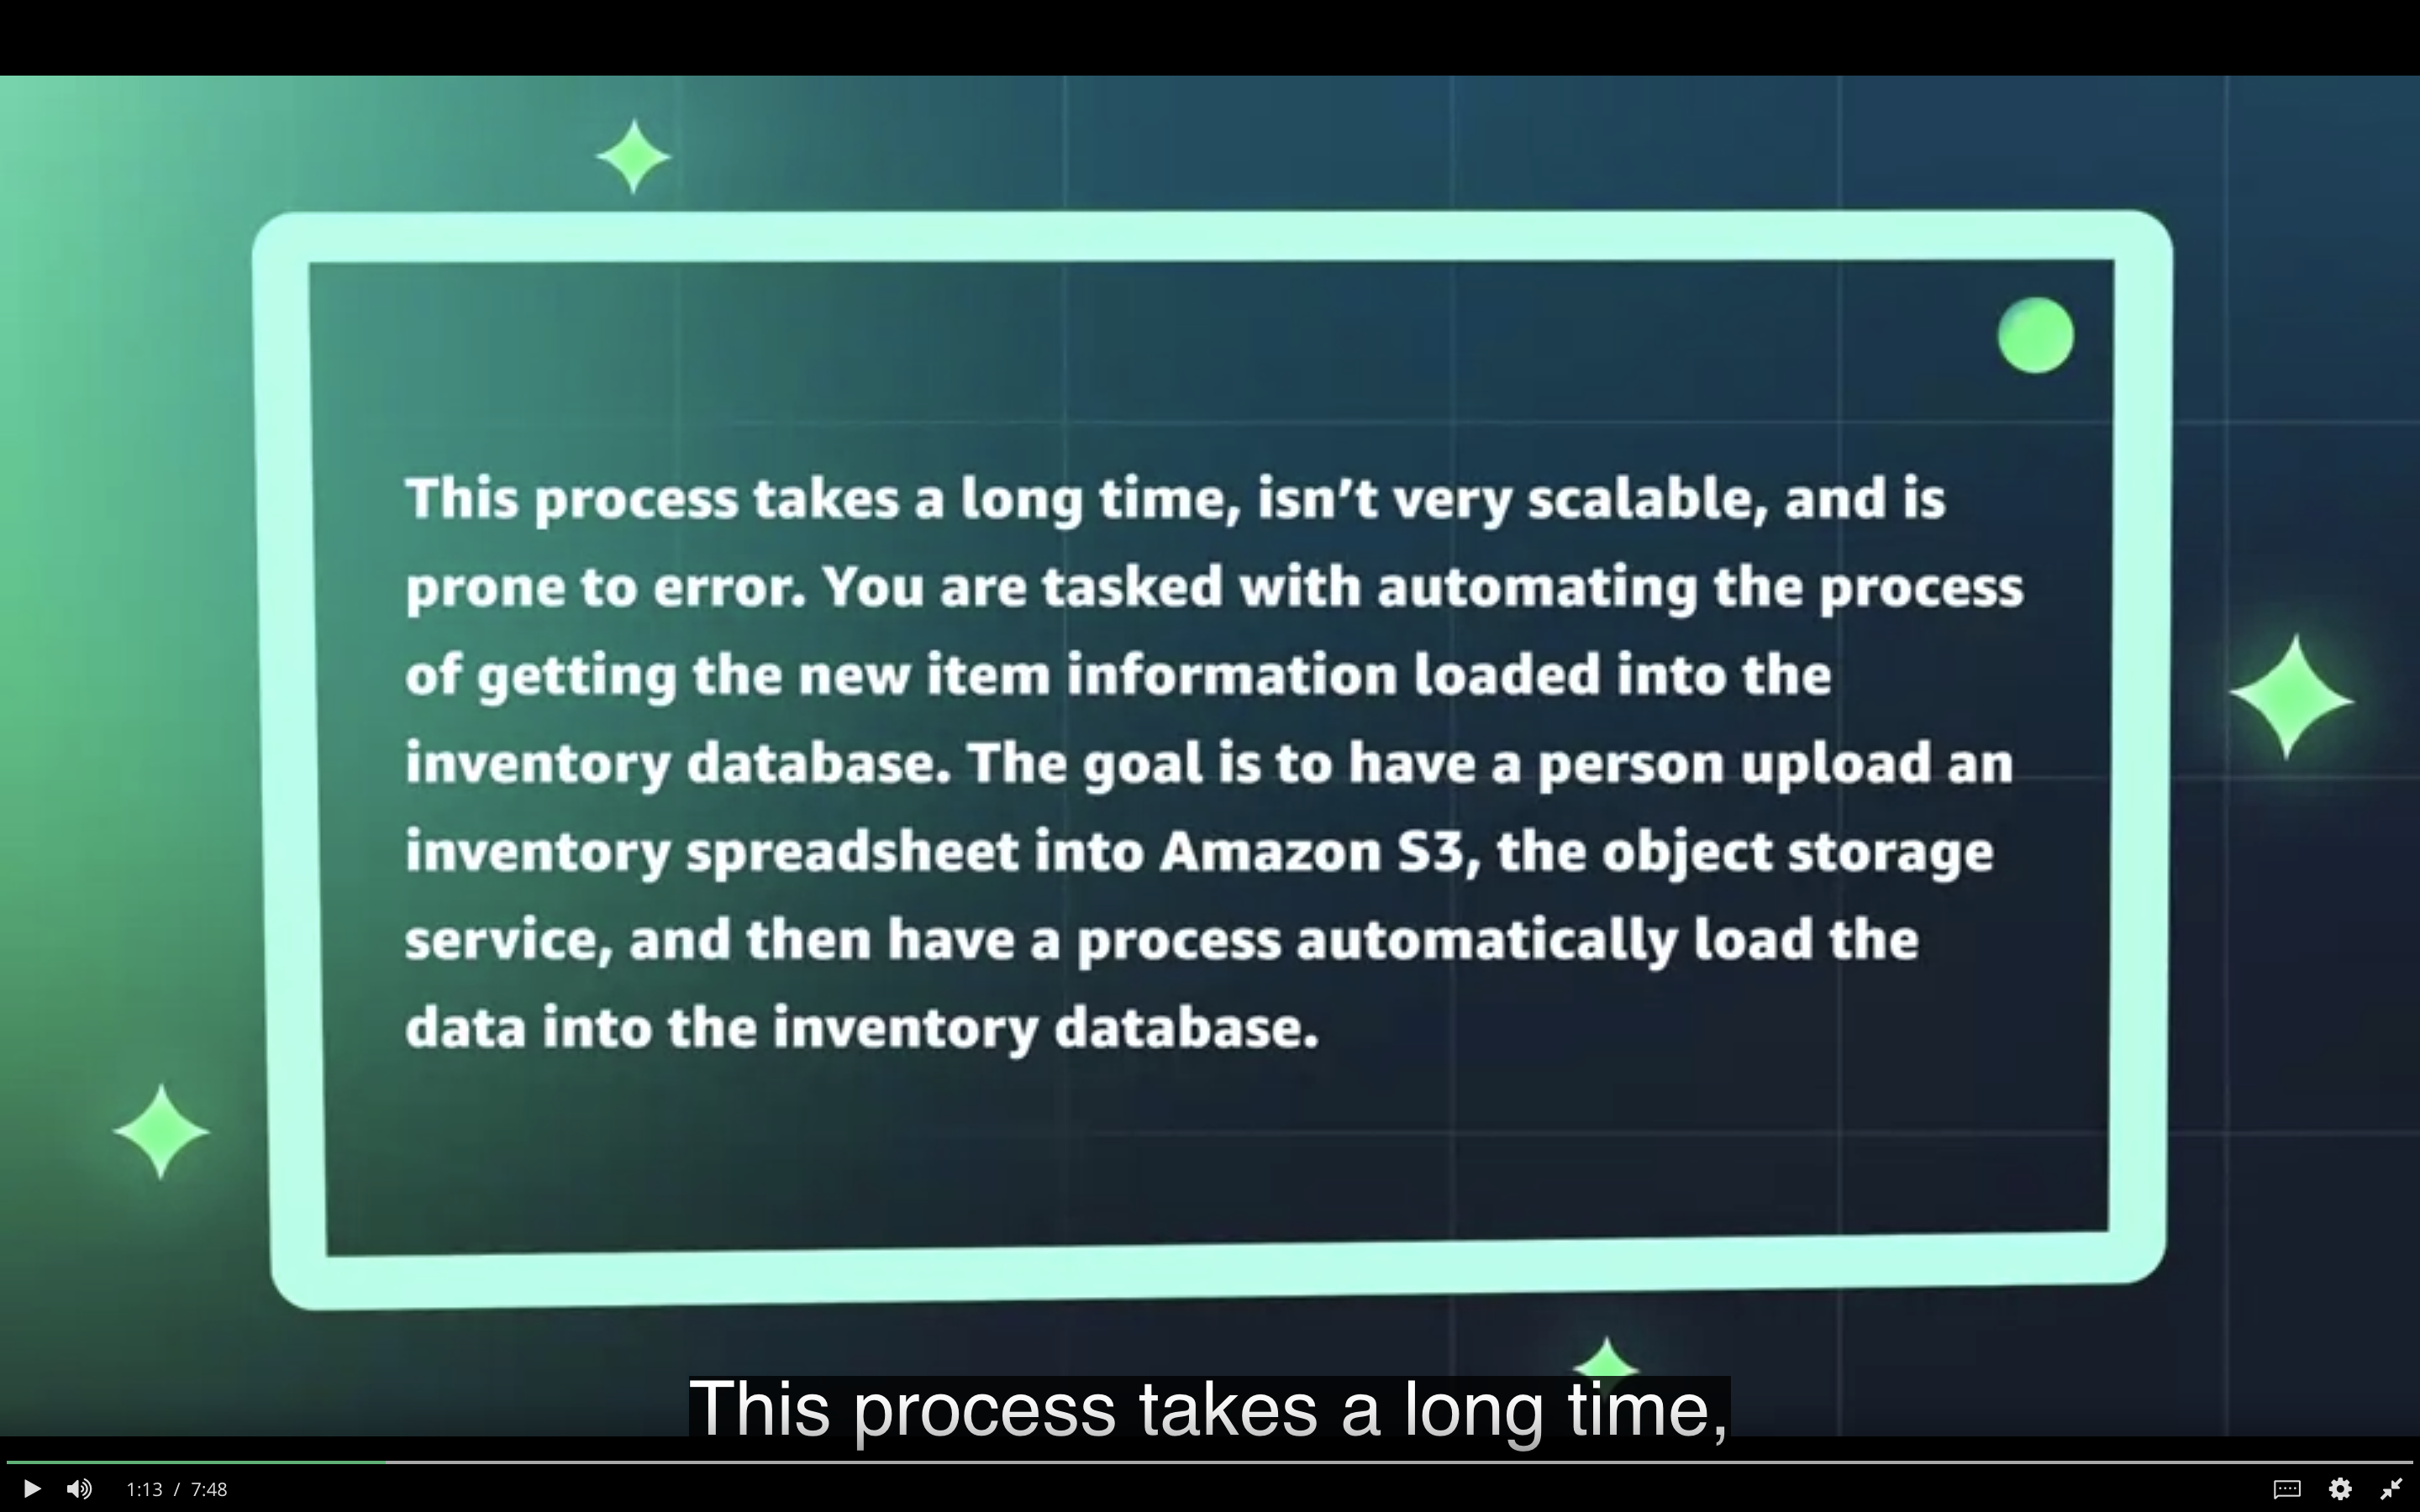 This process takes a long time, isn’t very scalable, and is
prone to error. You are tasked with automating the process
of getting the new item information loaded into the
inventory database. The goal is to have a person upload an
inventory spreadsheet into Amazon S3, the object storage
service, and then have a process automatically load the
data into the inventory database.
This process takes a long time,
1:13 / 7:48